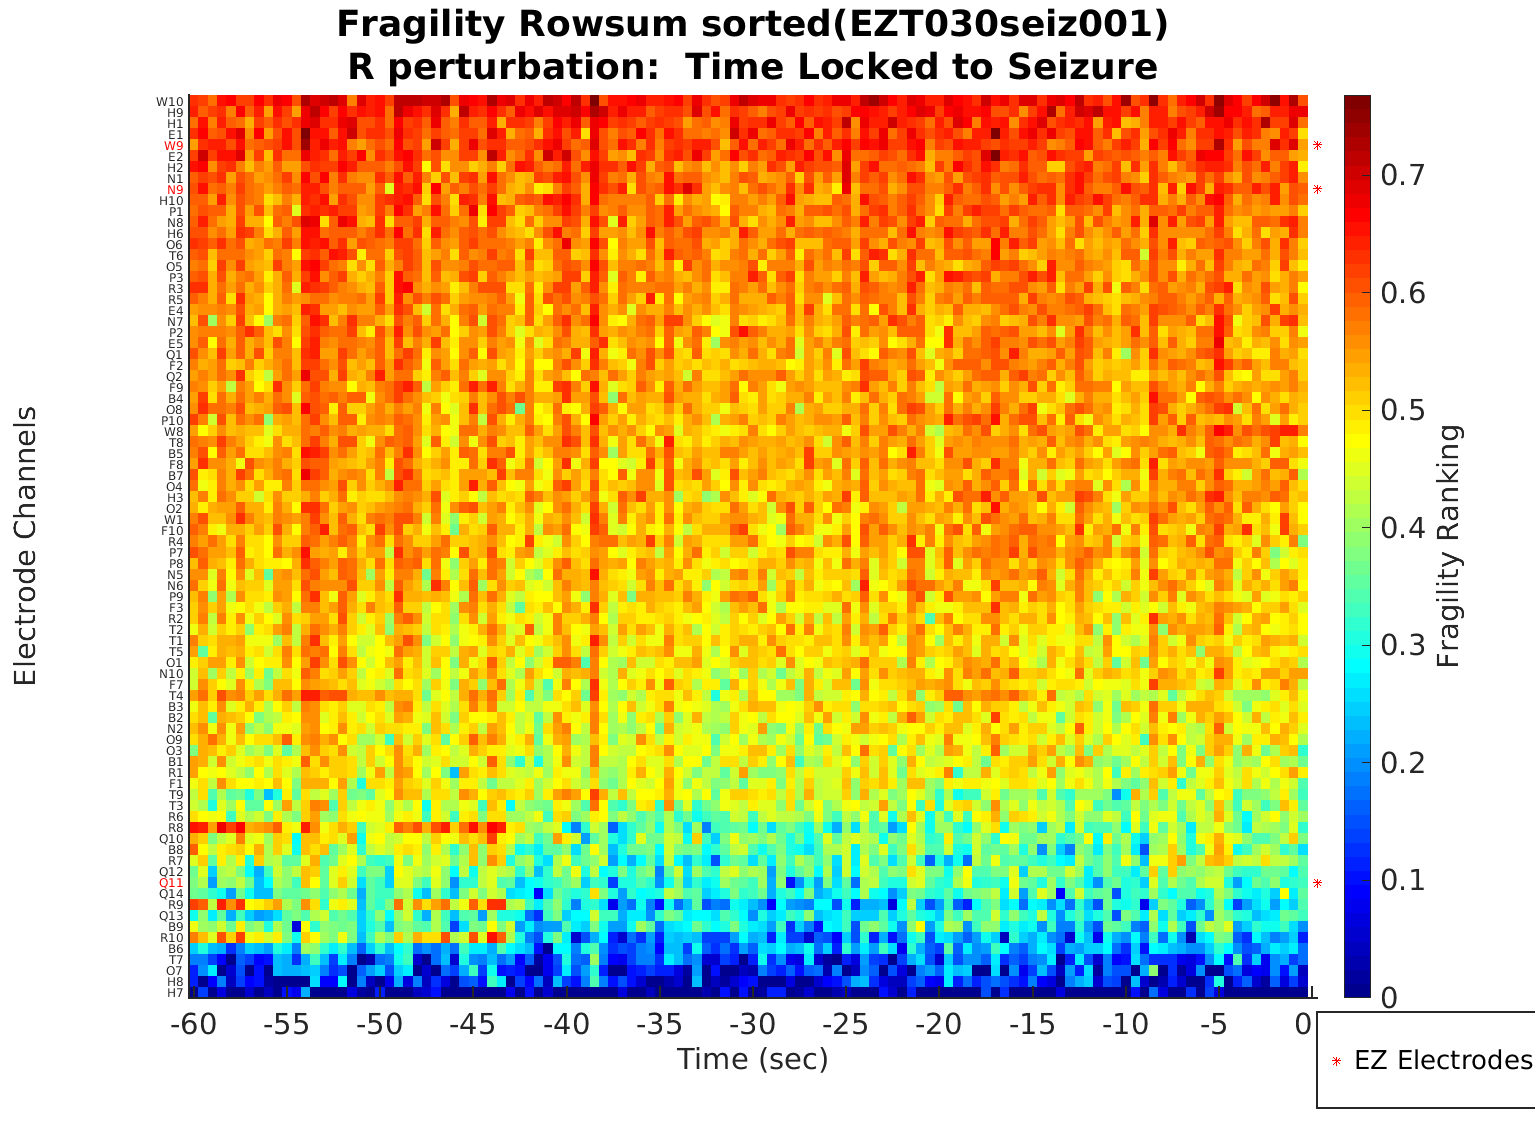 Fragility Rowsum sorted(EZT030seiz001)
R perturbation:  Time Locked to Seizure
Electrode Channels
W10
H9
H1
E1
W9
E2
H2
N1
N9
H10
P1
N8
H6
O6
T6
O5
P3
R3
R5
E4
N7
P2
E5
Q1
F2
Q2
F9
B4
O8
P10
W8
T8
B5
F8
B7
O4
H3
O2
W1
F10
R4
P7
P8
N5
N6
P9
F3
R2
T2
T1
T5
O1
N10
F7
T4
B3
B2
N2
O9
O3
B1
R1
F1
T9
T3
R6
R8
Q10
B8
R7
Q12
Q11
Q14
R9
Q13
B9
R10
B6
T7
O7
H8
H7
-60 -55 -50 -45 -40 -35 -30 -25 -20 -15 -10 -5 0
Time (sec)
0.7
0.6
0.5
0.4
0.3
0.2
0.1
0
Fragility Ranking
EZ Electrodes